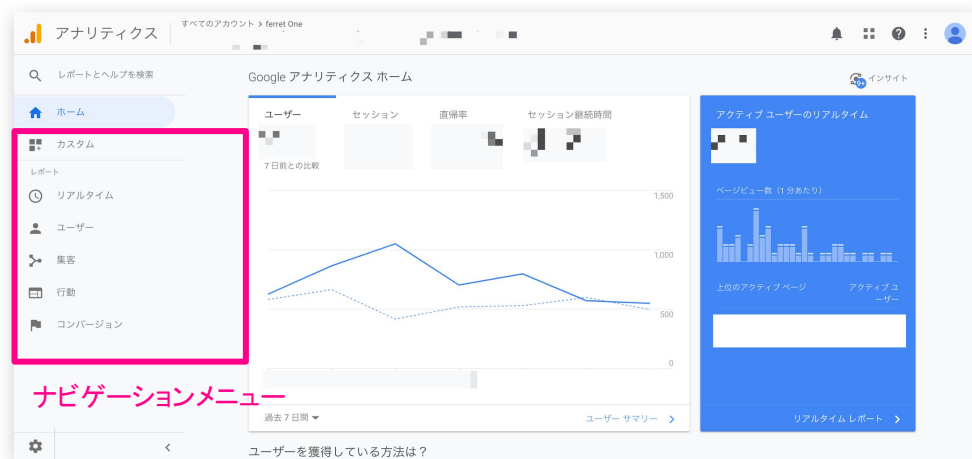 アナリティクス
すべてのアカウント > ferret One
レポートとヘルプを検索
Google アナリティクス ホーム
インサイト
9+
ホーム
カスタム
レポート
リアルタイム
ユーザー
集客
行動
コンバージョン
ナビゲーションメニュー
ユーザー
セッション
直帰率
セッション継続時間
7 日前との比較
1,500
1,000
500
0
過去 7 日間
ユーザー サマリー
アクティブ ユーザーのリアルタイム
ページビュー数（1 分あたり）
上位のアクティブ ページ
アクティブ ユ
ーザー
リアルタイム レポート
ユーザーを獲得している方法は？